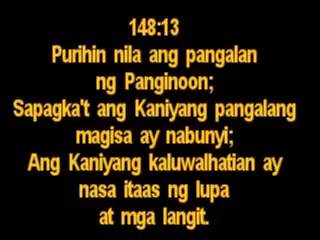 148:13
Purihin nila ang pangalan
ng Panginoon;
Sapagka't ang Kaniyang pangalang
magisa ay nabunyi;
Ang Kaniyang kaluwalhatian ay
nasa itaas ng lupa
at mga langit.